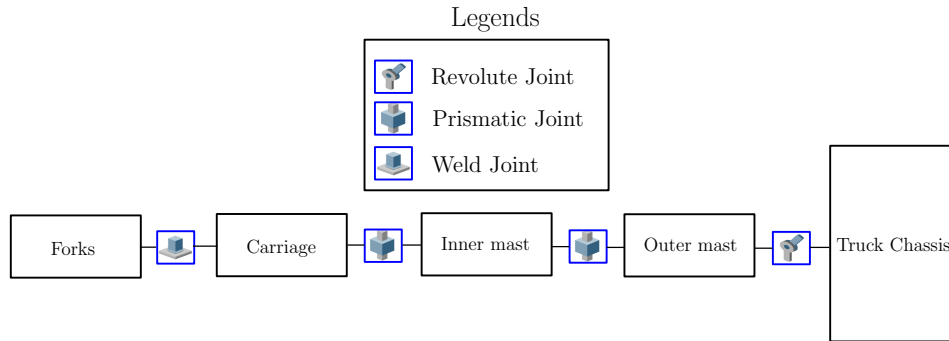 Legends
Revolute Joint
Prismatic Joint
Weld Joint
Forks
Carriage
Inner mast
Outer mast
Truck Chassis